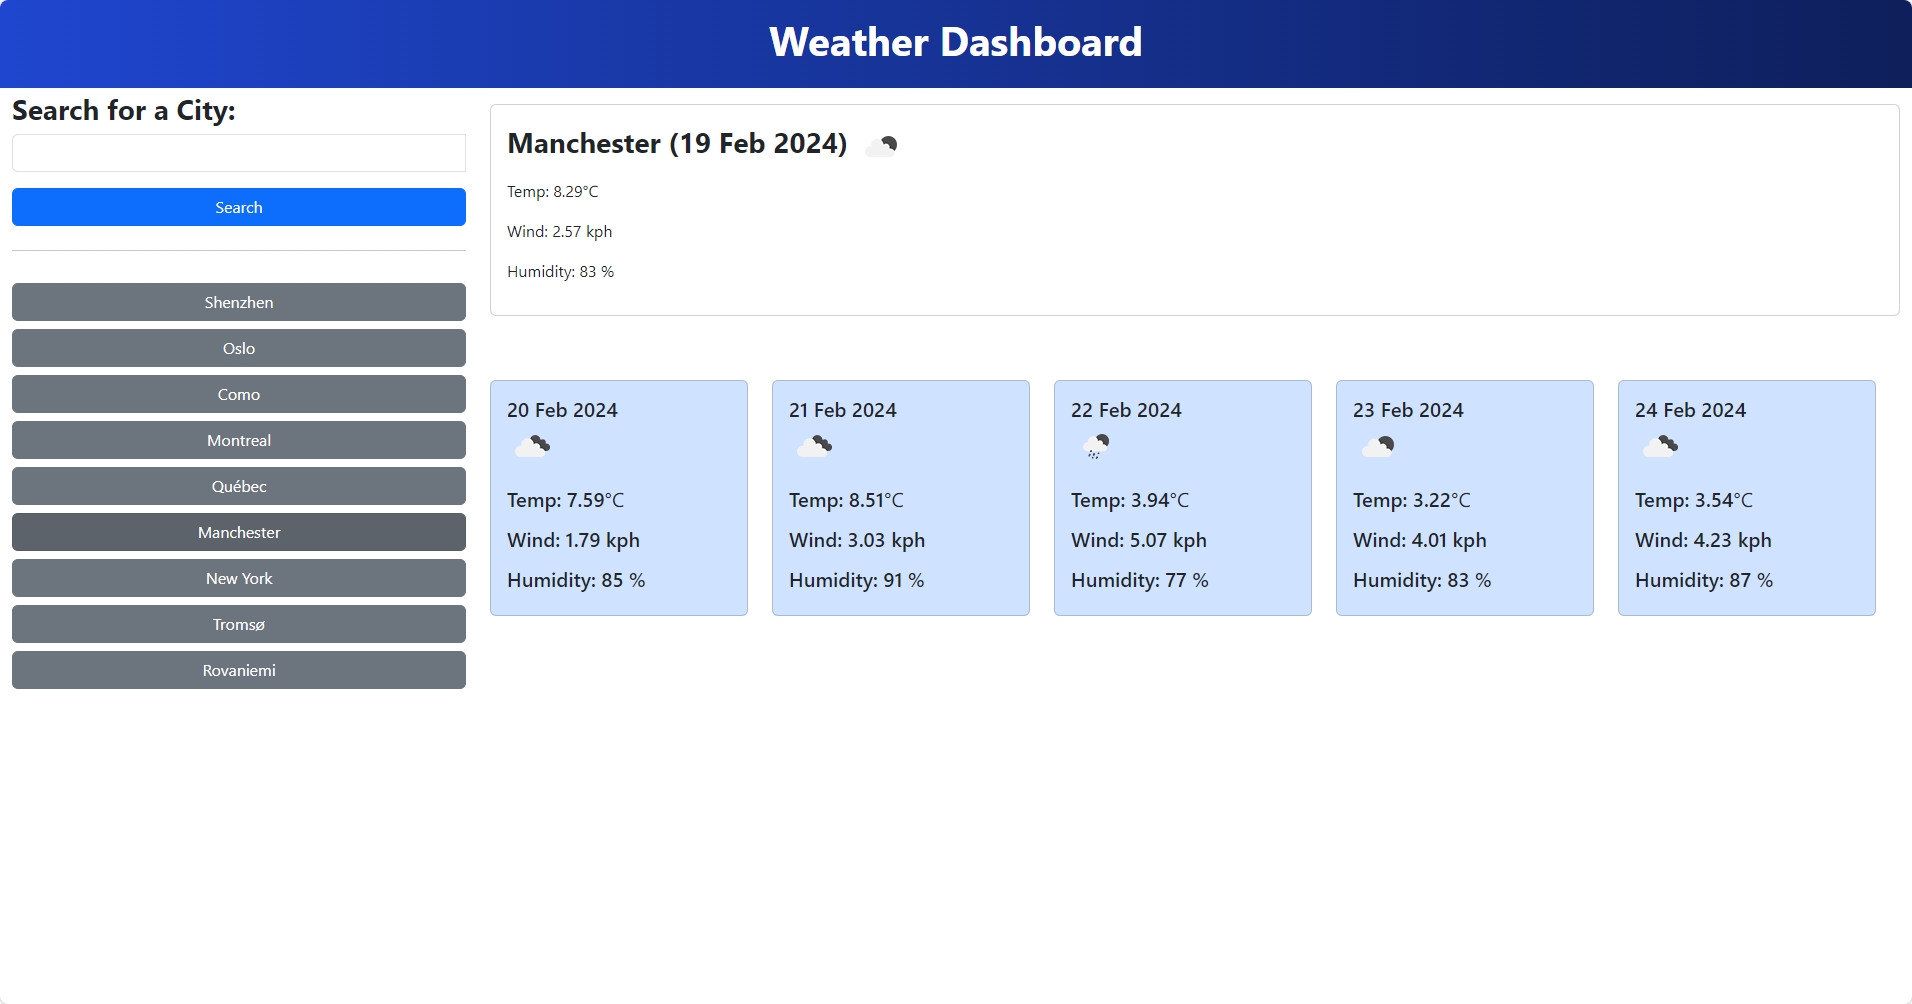 Weather Dashboard
Search for a City:
Search
Shenzhen
Oslo
Como
Montreal
Québec
Manchester
New York
Tromsø
Rovaniemi
Manchester (19 Feb 2024)
Temp: 8.29°C
Wind: 2.57 kph
Humidity: 83 %
20 Feb 2024
Temp: 7.59°C
Wind: 1.79 kph
Humidity: 85 %
21 Feb 2024
Temp: 8.51°C
Wind: 3.03 kph
Humidity: 91 %
22 Feb 2024
Temp: 3.94°C
Wind: 5.07 kph
Humidity: 77 %
23 Feb 2024
Temp: 3.22°C
Wind: 4.01 kph
Humidity: 83 %
24 Feb 2024
Temp: 3.54°C
Wind: 4.23 kph
Humidity: 87 %